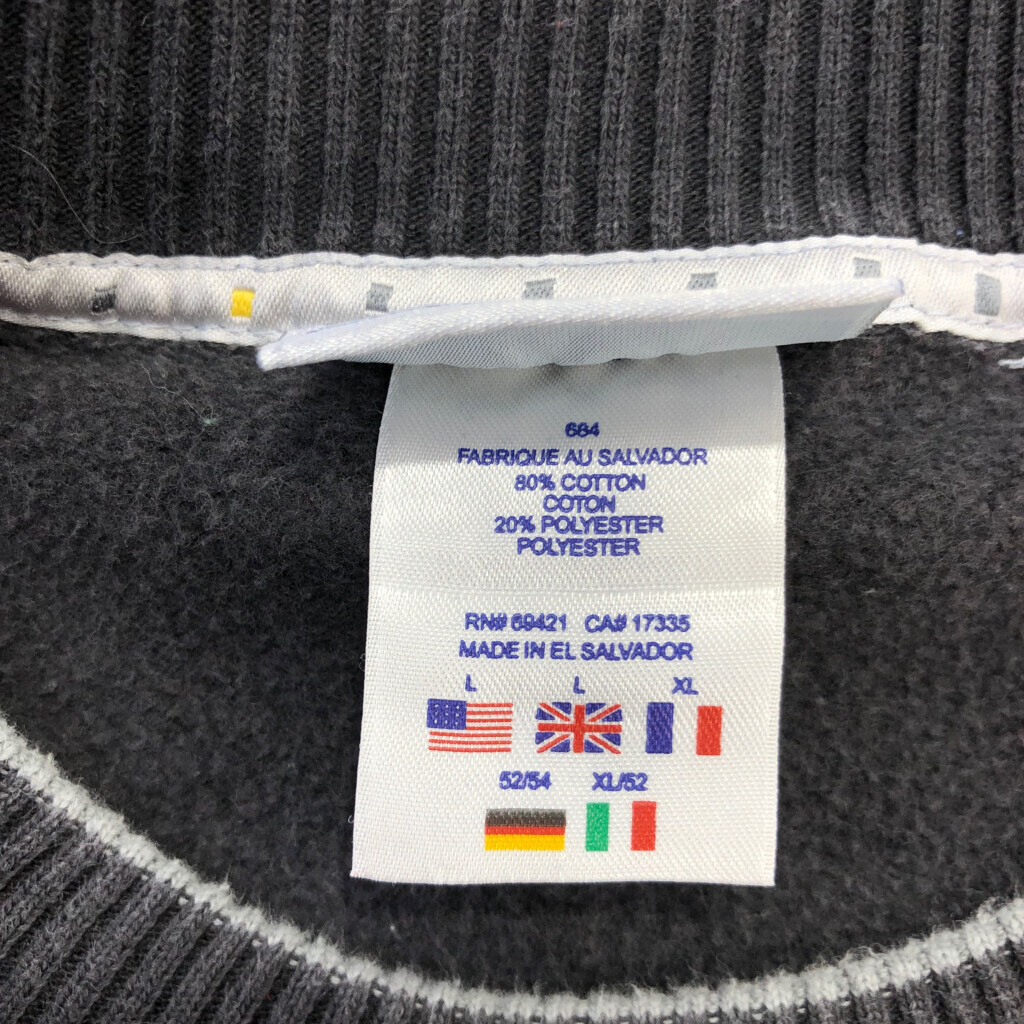 684
FABRIQUE AU SALVADOR
80% COTTON
COTON
20% POLYESTER
POLYESTER
RN# 69421 CA# 17335
MADE IN EL SALVADOR
L L XL
52/54 XL/52